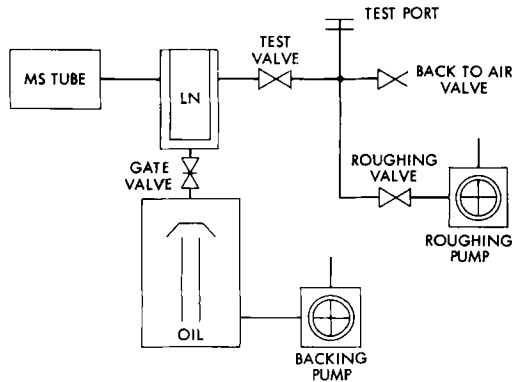 TEST PORT
TEST
VALVE
MS TUBE
LN
BACK TO AIR
VALVE
GATE
VALVE
ROUGHING
VALVE
ROUGHING
PUMP
OIL
BACKING
PUMP